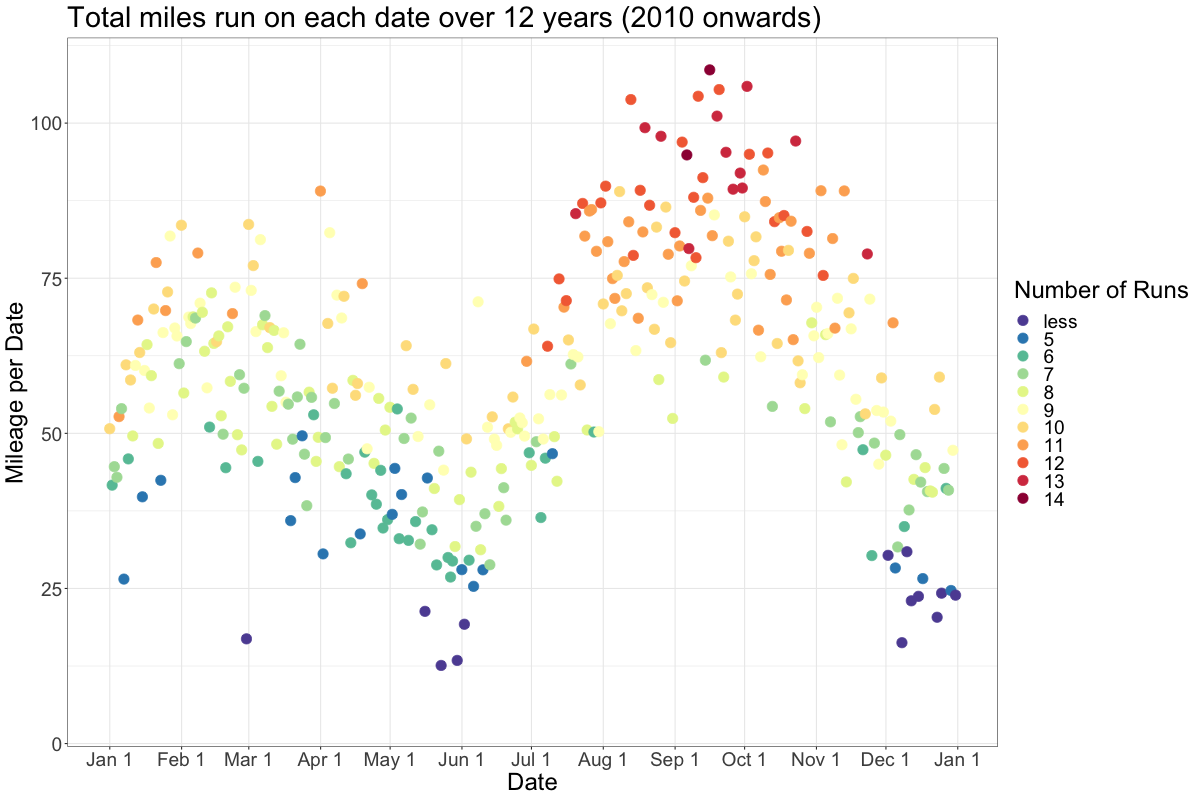 Total miles run on each date over 12 years (2010 onwards)
Mileage per Date
100
75
50
25
0
Jan 1 Feb 1 Mar 1 Apr 1 May 1 Jun 1 Jul 1 Aug 1 Sep 1 Oct 1 Nov 1 Dec 1 Jan 1
Date
Number of Runs
less
5
6
7
8
9
10
11
12
13
14